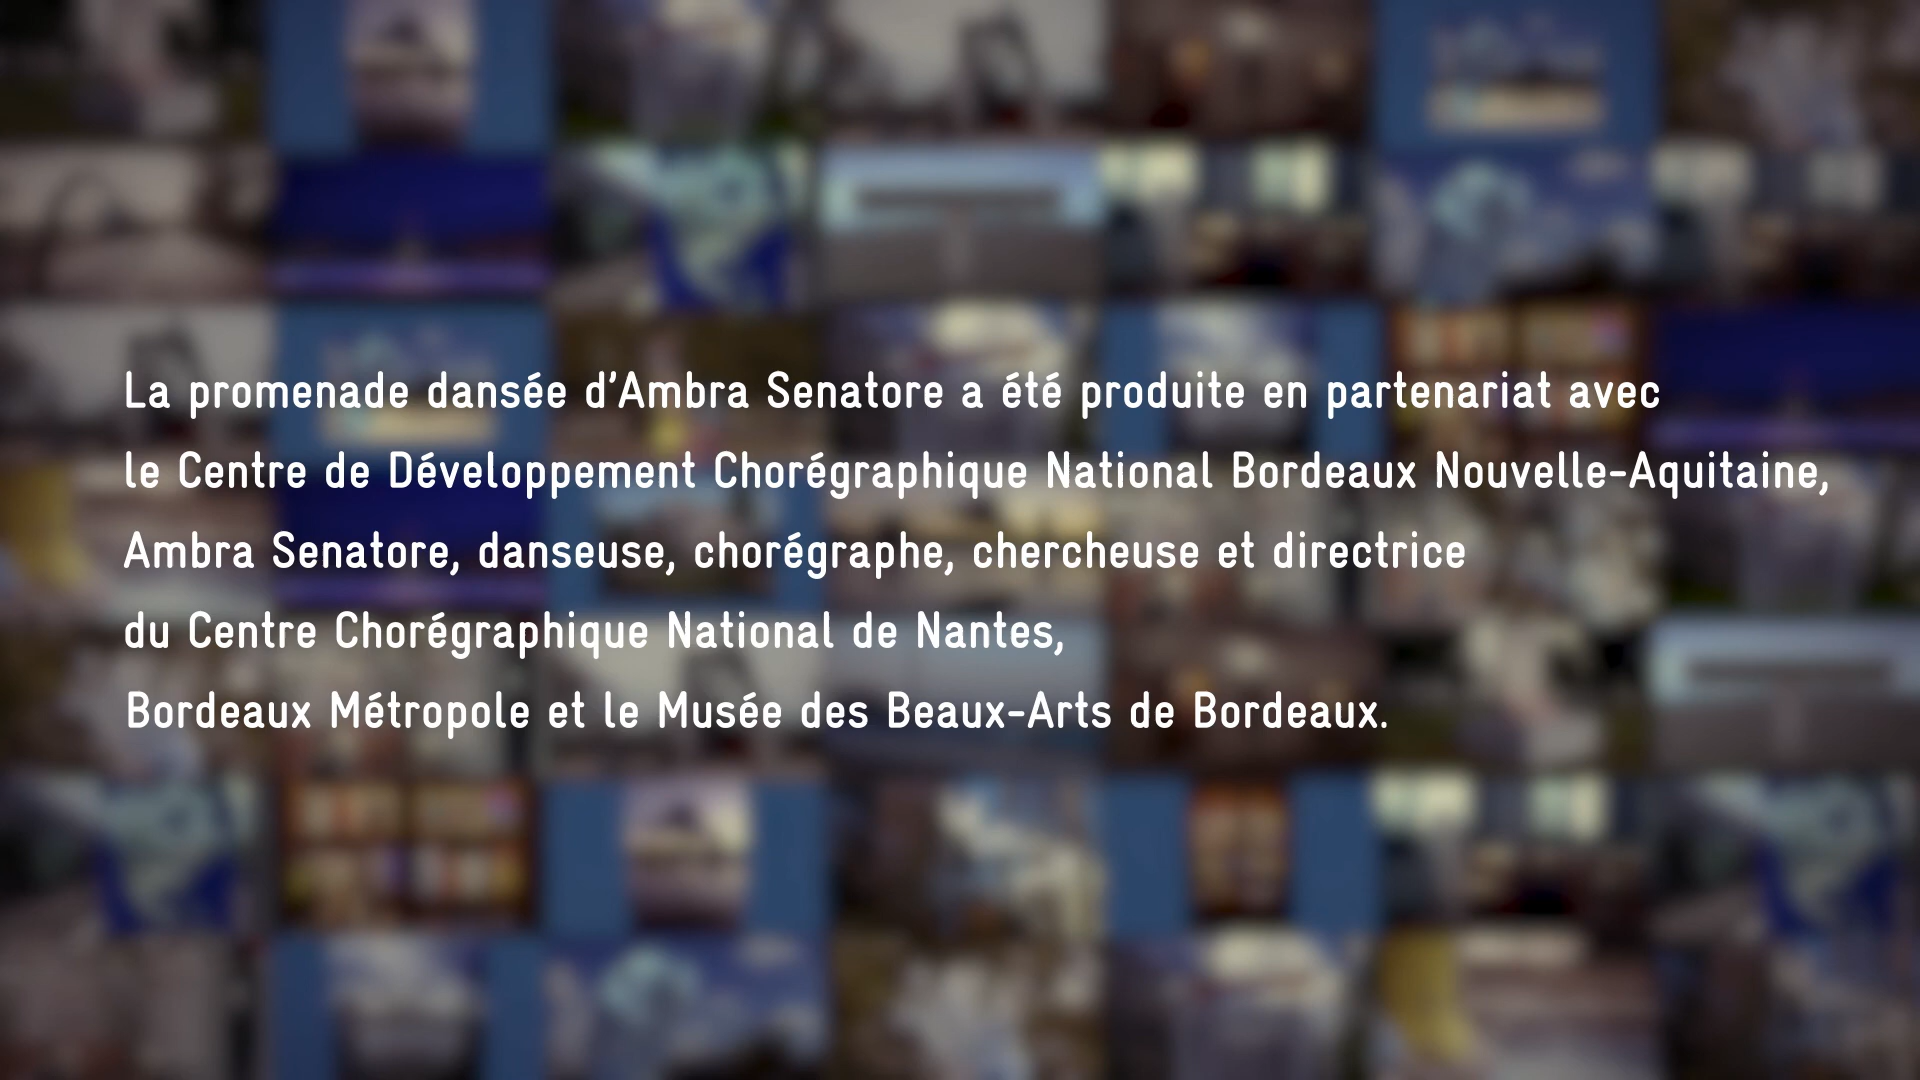 La promenade dansée d’Ambra Senatore a été produite en partenariat avec
le Centre de Développement Chorégraphique National Bordeaux Nouvelle-Aquitaine,
Ambra Senatore, danseuse, chorégraphe, chercheuse et directrice
du Centre Chorégraphique National de Nantes,
Bordeaux Métropole et le Musée des Beaux-Arts de Bordeaux.